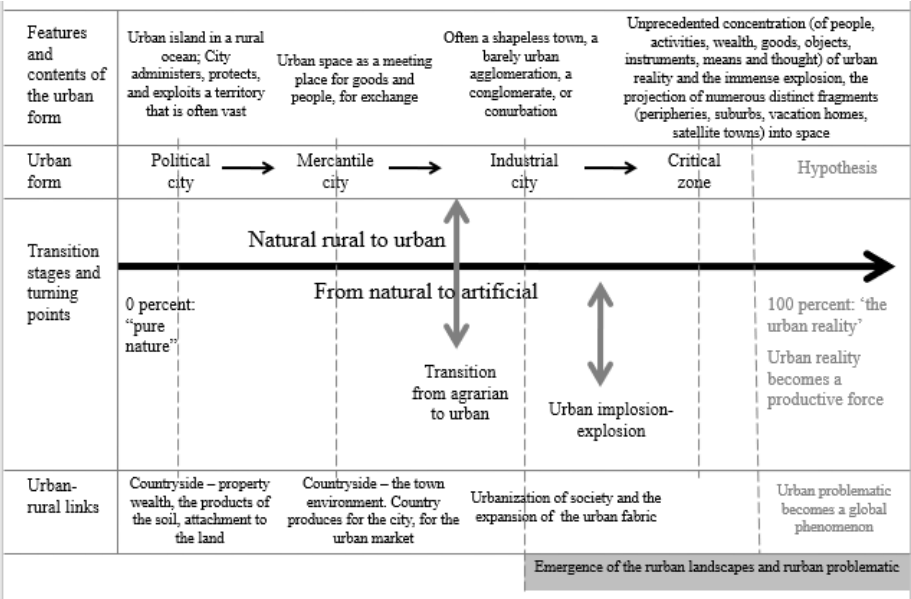 Features
and
contents of
the urban
form
Urban island in a rural
ocean; City
administers, protects,
and exploits a territory
that is often vast
Urban space as a meeting
place for goods and
people, for exchange
Often a shapeless town, a
barely urban
agglomeration, a
conglomerate, or
conurbation
Unprecedented concentration (of people,
activities, wealth, goods, objects,
instruments, means and thought) of urban
reality and the immense explosion, the
projection of numerous distinct fragments
(peripheries, suburbs, vacation homes,
satellite towns) into space
Urban
form
Political
city
Mercantile
city
Industrial
city
Critical
zone
Hypothesis
Transition
stages and
turning
points
Natural rural to urban
From natural to artificial
0 percent:
“pure
nature”
Transition
from agrarian
to urban
Urban implosion-
explosion
100 percent: ‘the
urban reality’
Urban reality
becomes a
productive force
Urban-
rural links
Countryside – property
wealth, the products of
the soil, attachment to
the land
Countryside – the town
environment. Country
produces for the city, for the
urban market
Urbanization of society and the
expansion of the urban fabric
Urban problematic
becomes a global
phenomenon
Emergence of the rurban landscapes and rurban problematic